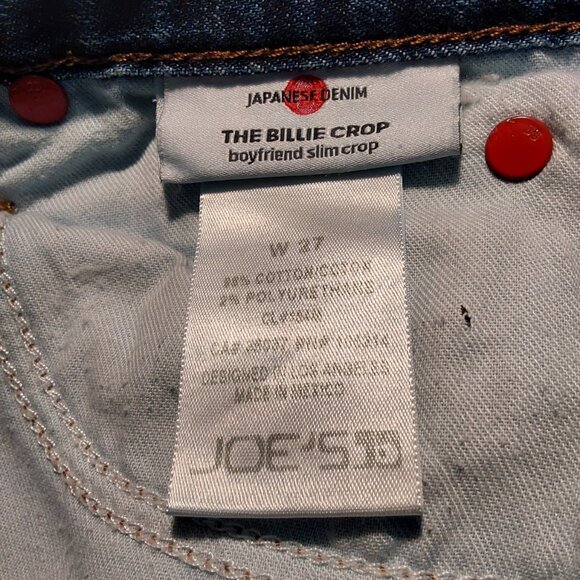 JAPANESE DENIM
THE BILLIE CROP
boyfriend slim crop
W 27
98% COTTON/COTON
2% POLYURETHANE
CA#
DESIGNED IN LOS ANGELES
MADE IN MEXICO
JOE'S